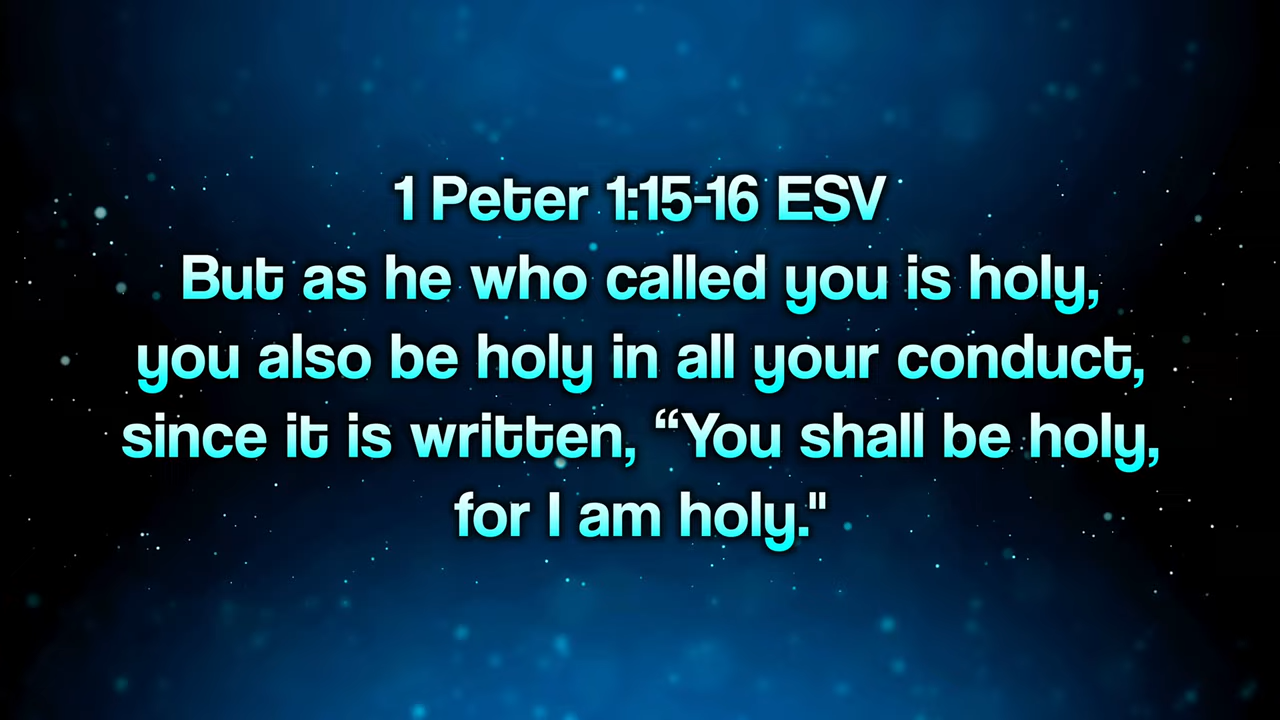 1 Peter 1:15-16 ESV
But as he who called you is holy,
you also be holy in all your conduct,
since it is written, “You shall be holy,
for I am holy."